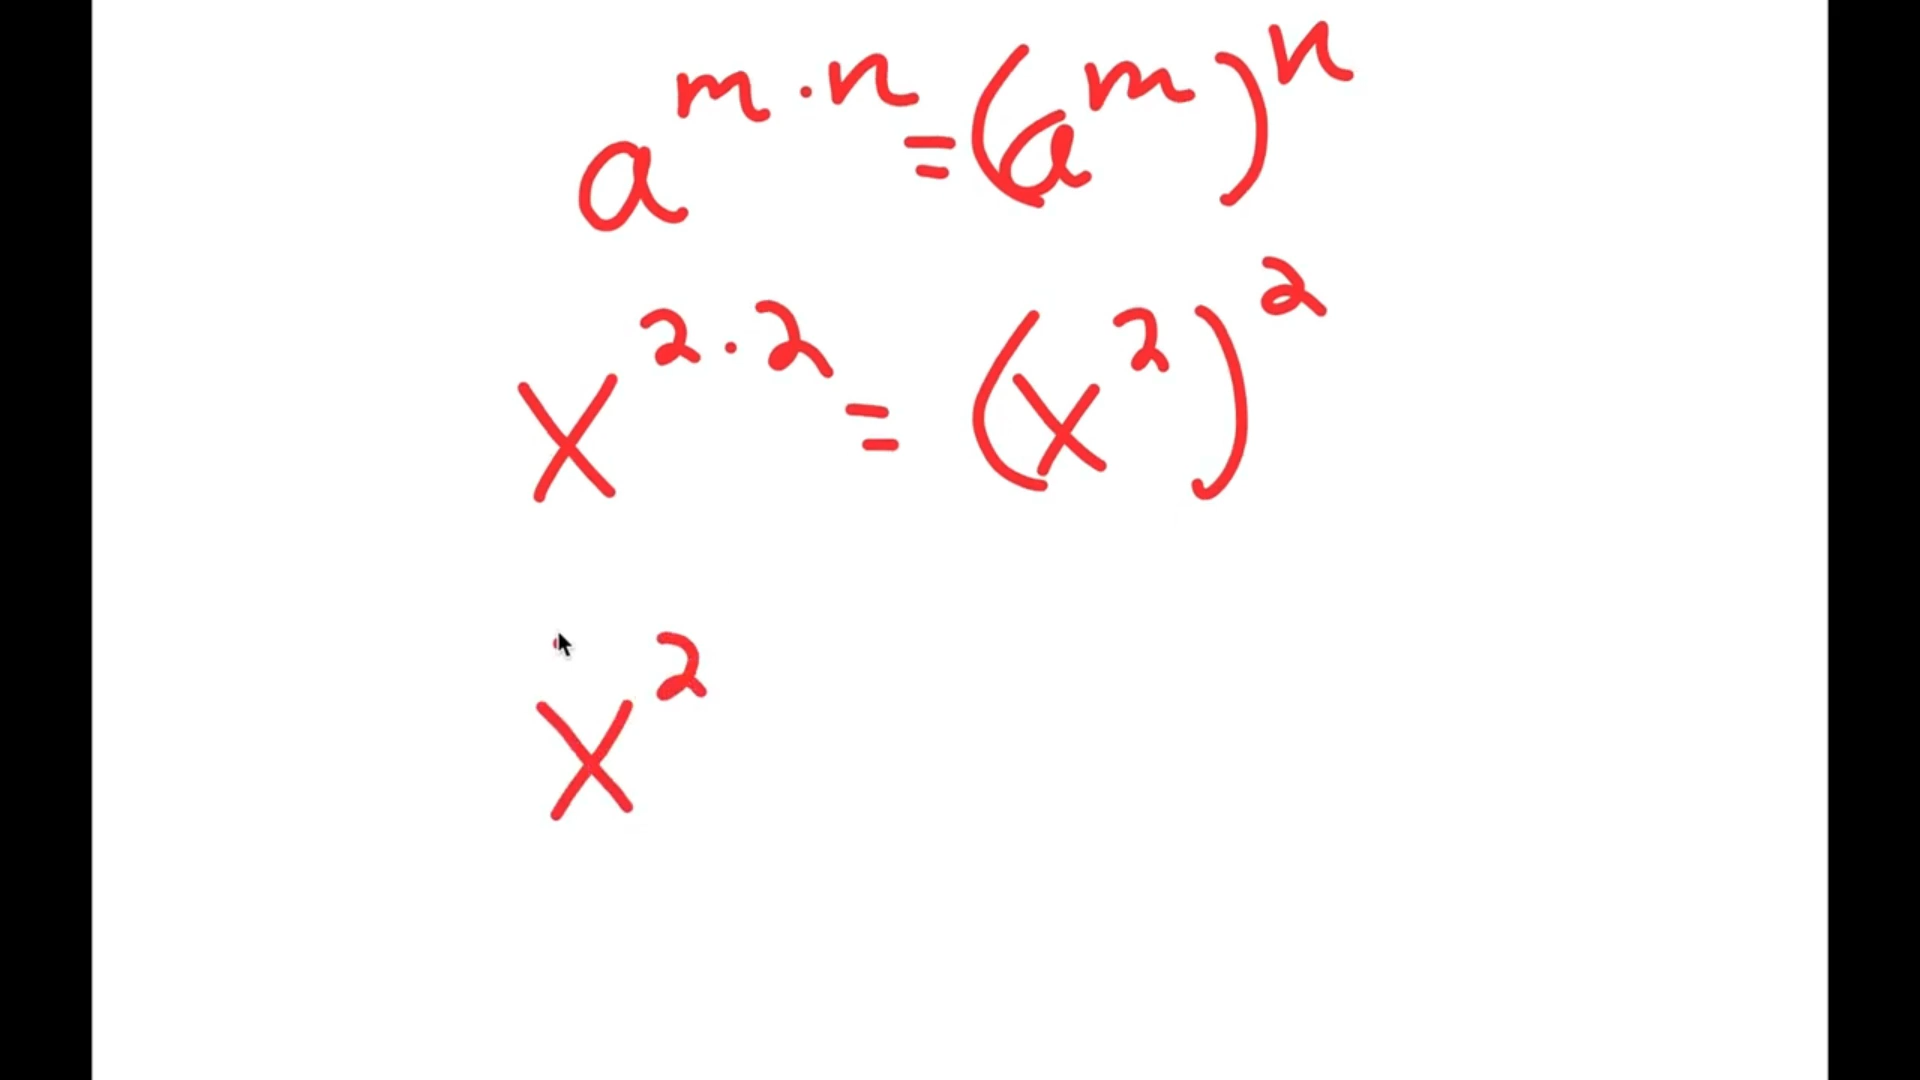 a^{m·n} = (a^m)^n
x^{2·2} = (x^2)^2
x^2